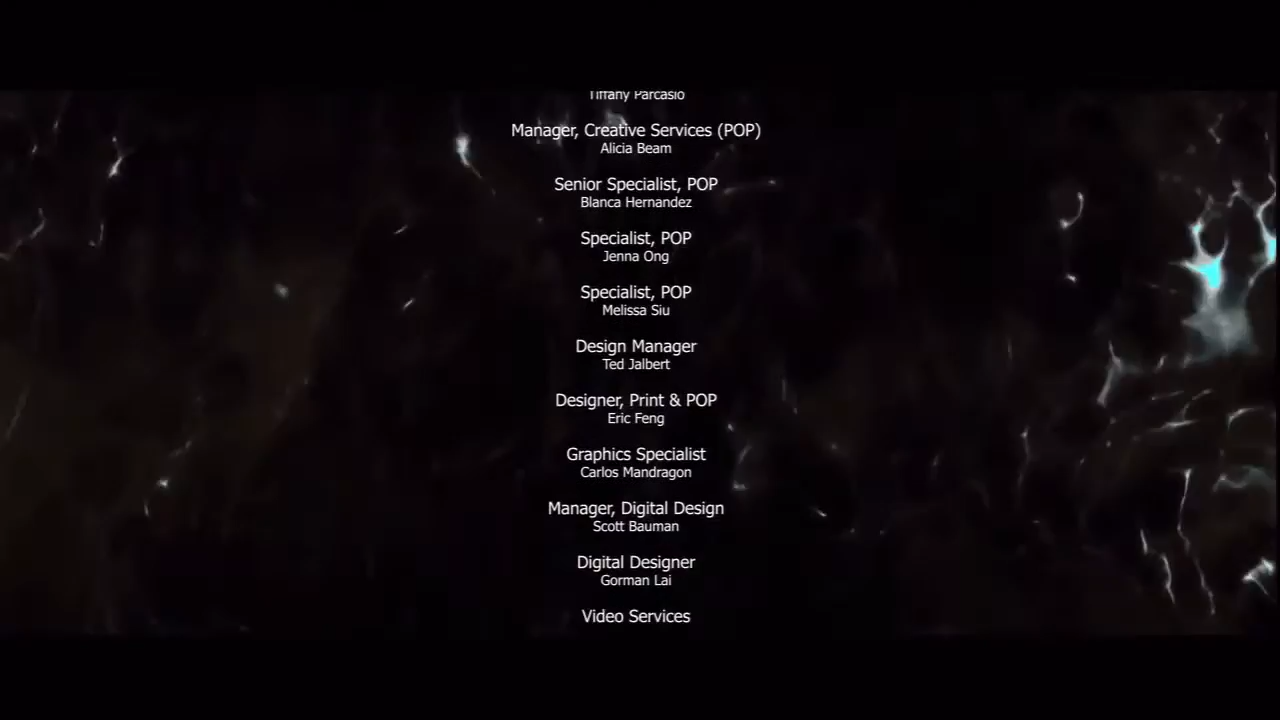 Tiffany Parcasio
Manager, Creative Services (POP)
Alicia Beam
Senior Specialist, POP
Blanca Hernandez
Specialist, POP
Jenna Ong
Specialist, POP
Melissa Siu
Design Manager
Ted Jalbert
Designer, Print & POP
Eric Feng
Graphics Specialist
Carlos Mandragon
Manager, Digital Design
Scott Bauman
Digital Designer
Gorman Lai
Video Services